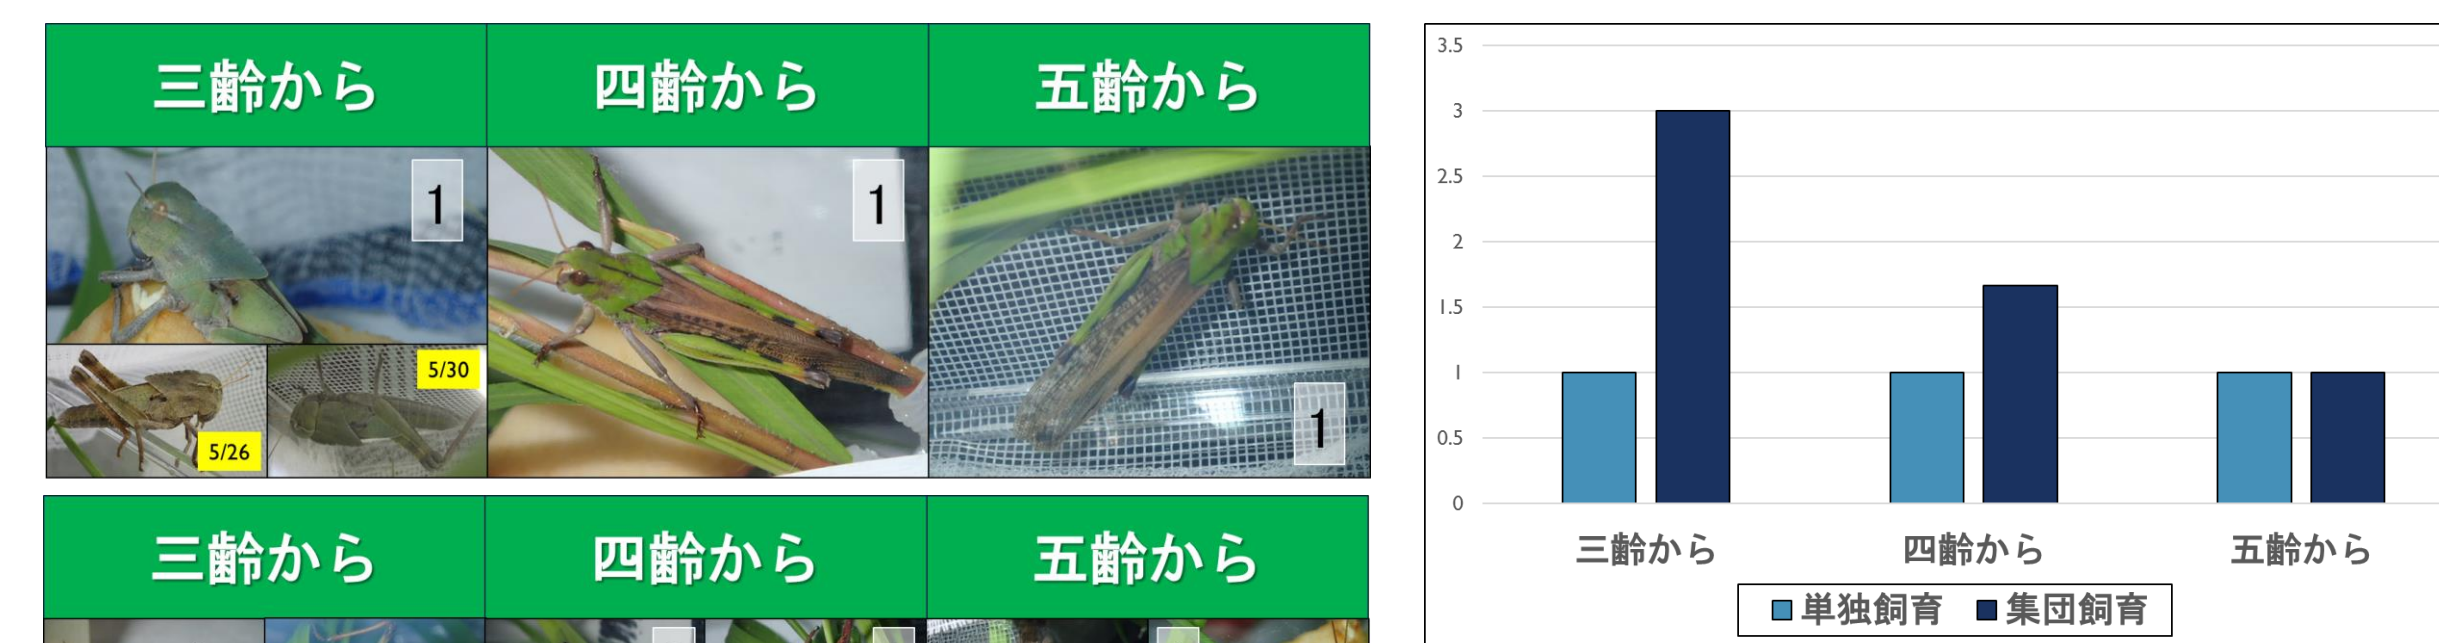 三齢から
四齢から
五齢から
1
1
1
5/26
5/30
三齢から
四齢から
五齢から
3.5
3
2.5
2
1.5
1
0.5
0
三齢から
四齢から
五齢から
単独飼育
集団飼育